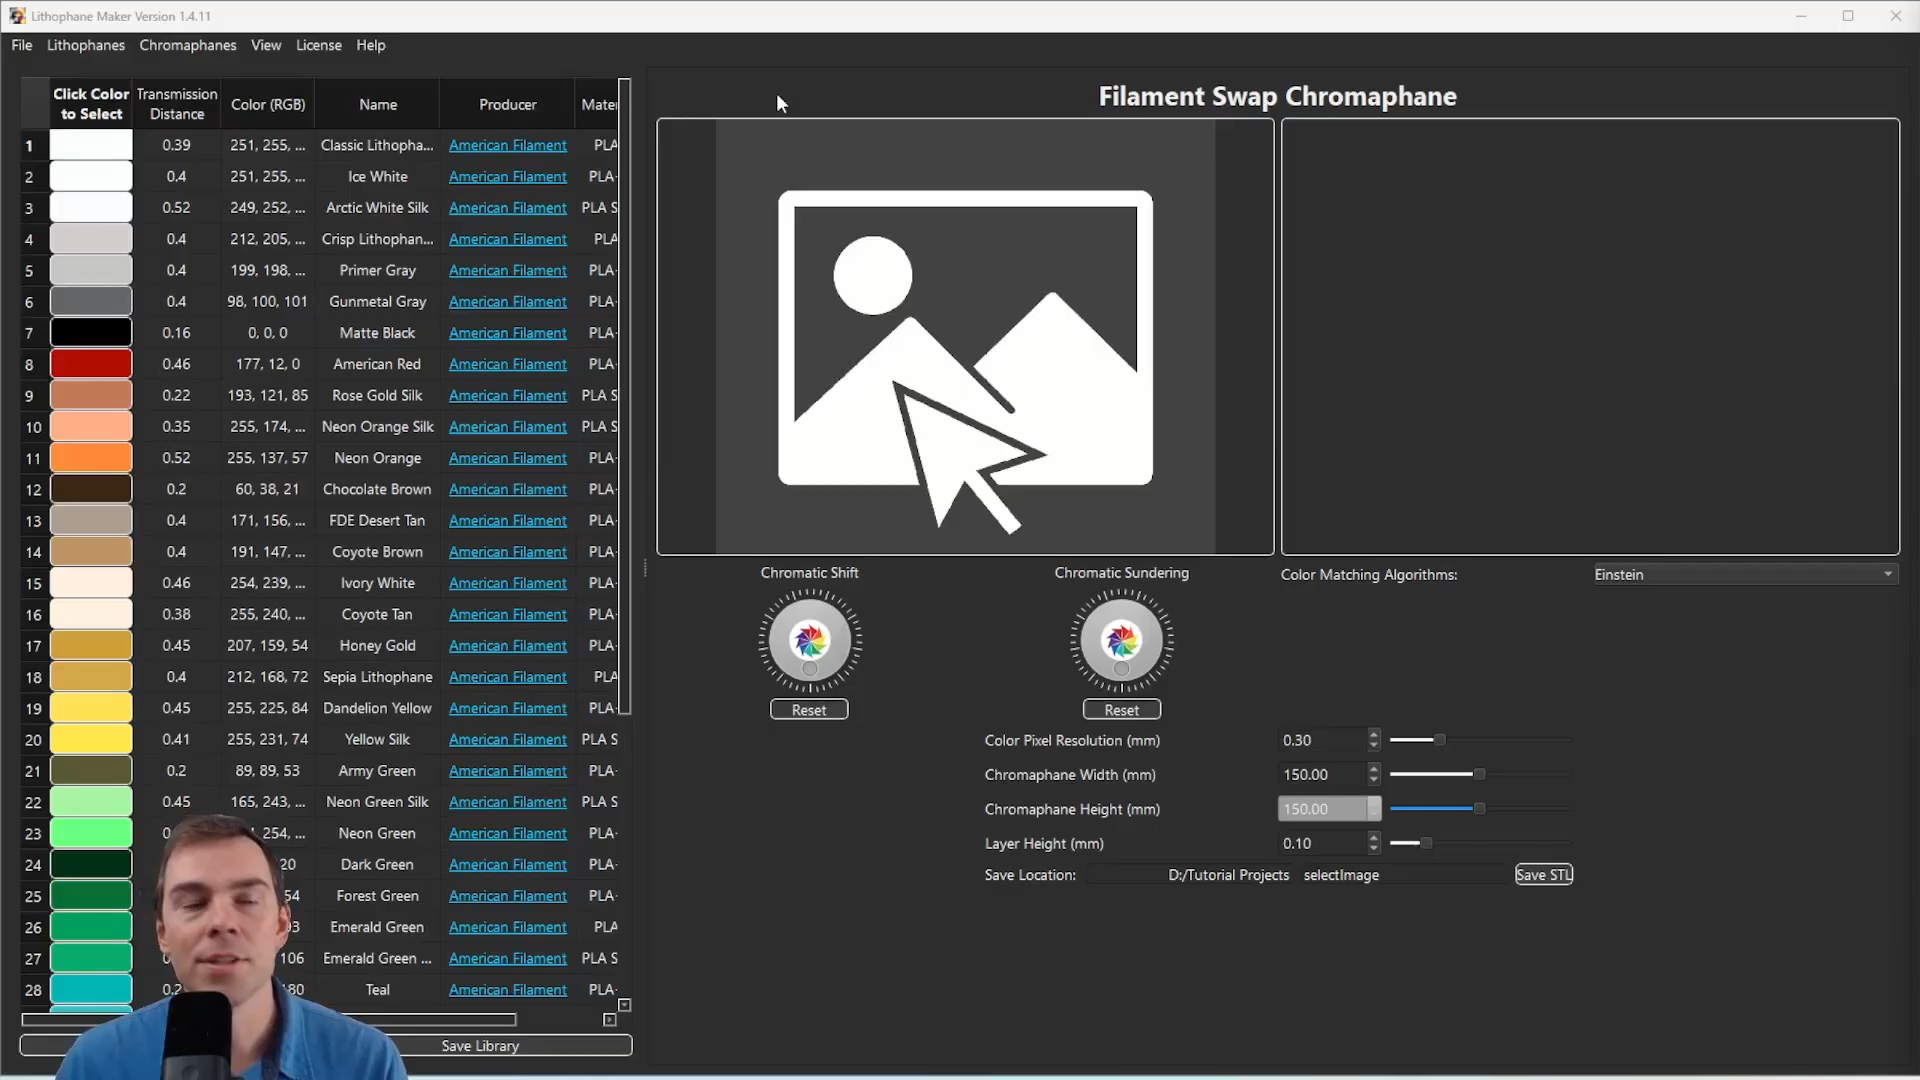 Lithophane Maker Version 1.4.11
File Lithophanes Chromaphanes View License Help
Click Color to Select Transmission Distance Color (RGB) Name Producer Mater
1 0.39 251, 255, ... Classic Lithopha... American Filament PLA
2 0.4 251, 255, ... Ice White American Filament PLA-
3 0.52 249, 252, ... Arctic White Silk American Filament PLA S
4 0.4 212, 205, ... Crisp Lithophan... American Filament PLA
5 0.4 199, 198, ... Primer Gray American Filament PLA-
6 0.4 98, 100, 101 Gunmetal Gray American Filament PLA-
7 0.16 0, 0, 0 Matte Black American Filament PLA-
8 0.46 177, 12, 0 American Red American Filament PLA-
9 0.22 193, 121, 85 Rose Gold Silk American Filament PLA S
10 0.35 255, 174, ... Neon Orange Silk American Filament PLA S
11 0.52 255, 137, 57 Neon Orange American Filament PLA-
12 0.2 60, 38, 21 Chocolate Brown American Filament PLA-
13 0.4 171, 156, ... FDE Desert Tan American Filament PLA-
14 0.4 191, 147, ... Coyote Brown American Filament PLA-
15 0.46 254, 239, ... Ivory White American Filament PLA-
16 0.38 255, 240, ... Coyote Tan American Filament PLA-
17 0.45 207, 159, 54 Honey Gold American Filament PLA-
18 0.4 212, 168, 72 Sepia Lithophane American Filament PLA
19 0.45 255, 225, 84 Dandelion Yellow American Filament PLA-
20 0.41 255, 231, 74 Yellow Silk American Filament PLA S
21 0.2 89, 89, 53 Army Green American Filament PLA-
22 0.45 165, 243, ... Neon Green Silk American Filament PLA S
23 254, ... Neon Green American Filament PLA-
24 20 Dark Green American Filament PLA-
25 54 Forest Green American Filament PLA-
26 Emerald Green American Filament PLA
27 106 Emerald Green ... American Filament PLA S
28 Teal American Filament PLA-
Save Library
Filament Swap Chromaphane
Chromatic Shift
Reset
Chromatic Sundering
Reset
Color Matching Algorithms: Einstein
Color Pixel Resolution (mm) 0.30
Chromaphane Width (mm) 150.00
Chromaphane Height (mm) 150.00
Layer Height (mm) 0.10
Save Location: D:/Tutorial Projects selectImage Save STL